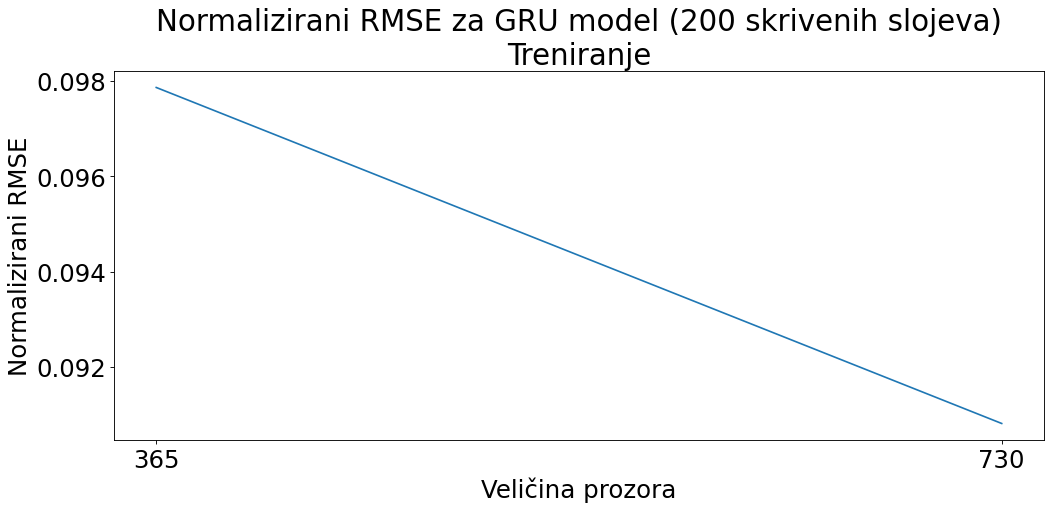 Normalizirani RMSE za GRU model (200 skrivenih slojeva)
Treniranje
Normalizirani RMSE
0.098
0.096
0.094
0.092
365
730
Veličina prozora